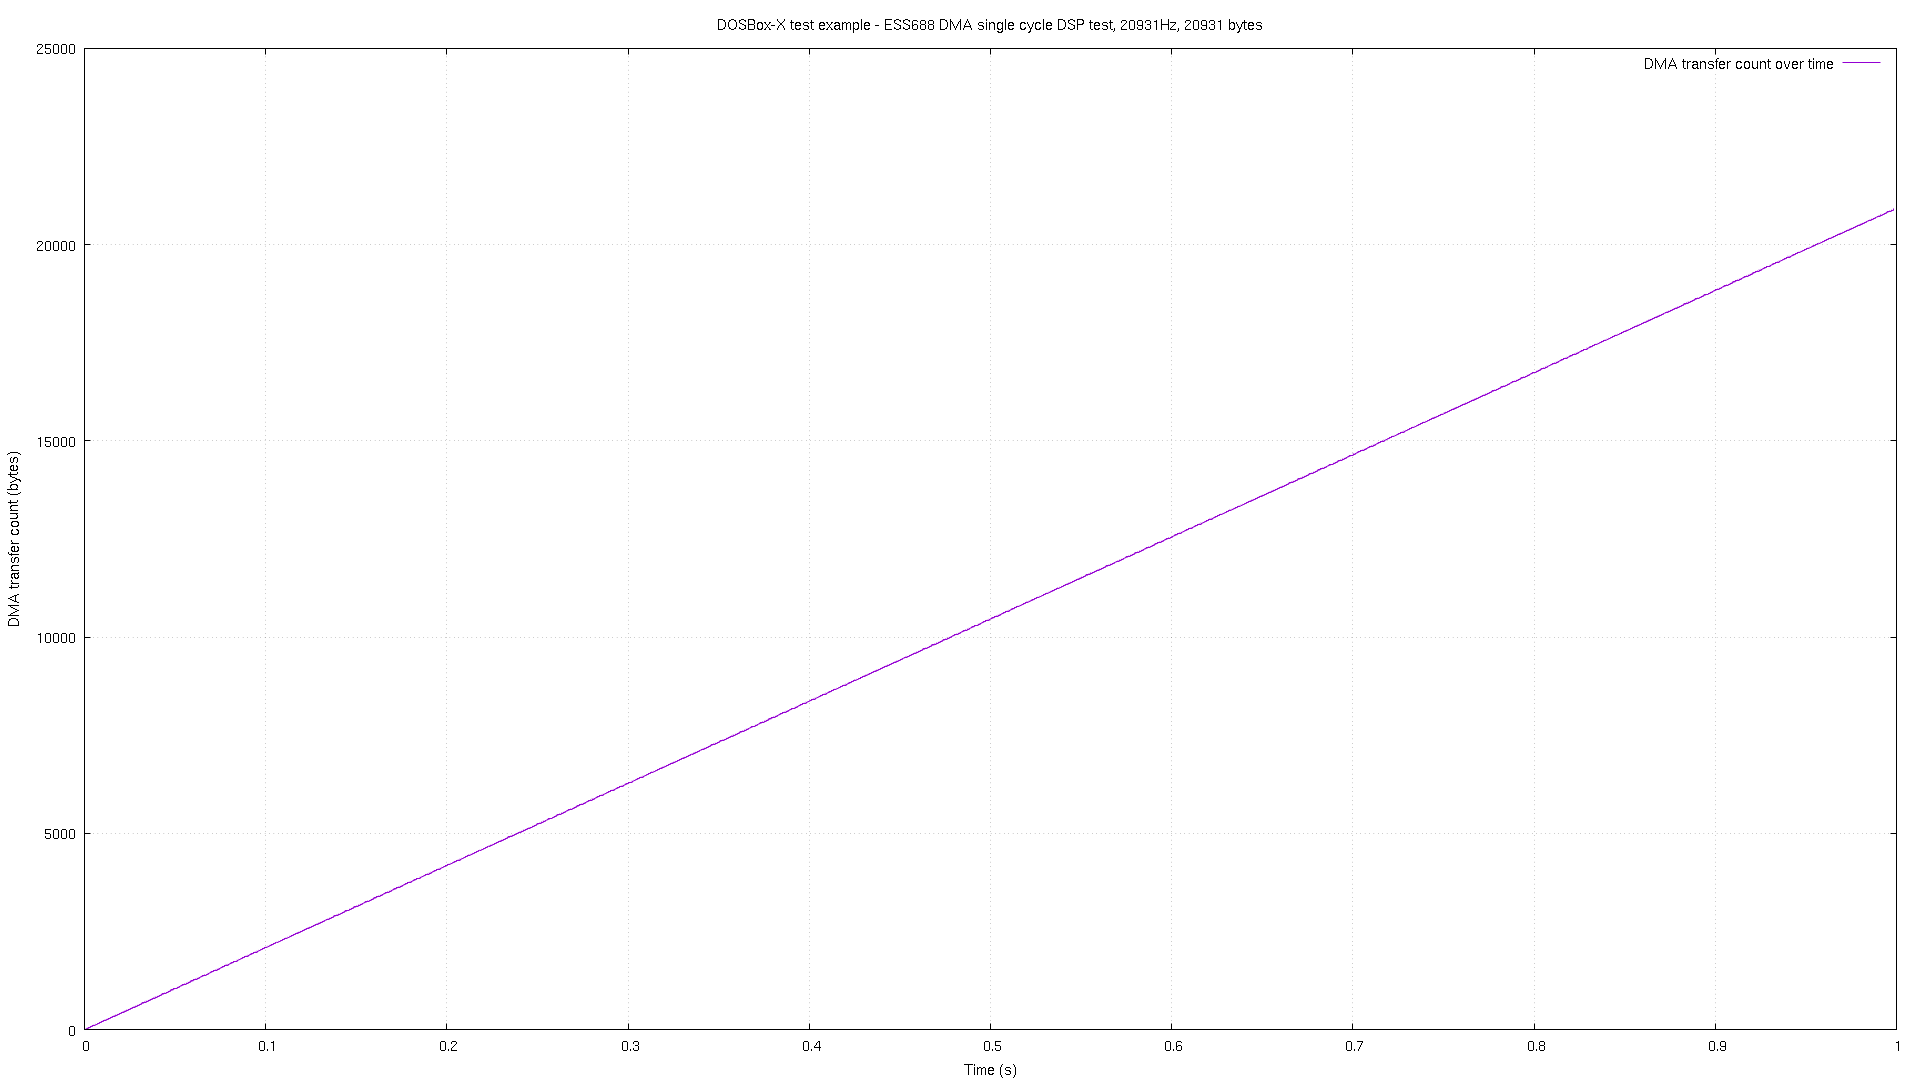 DOSBox-X test example - ESS688 DMA single cycle DSP test, 20931Hz, 20931 bytes
DMA transfer count over time
25000
20000
15000
10000
5000
0
DMA transfer count (bytes)
0 0.1 0.2 0.3 0.4 0.5 0.6 0.7 0.8 0.9 1
Time (s)